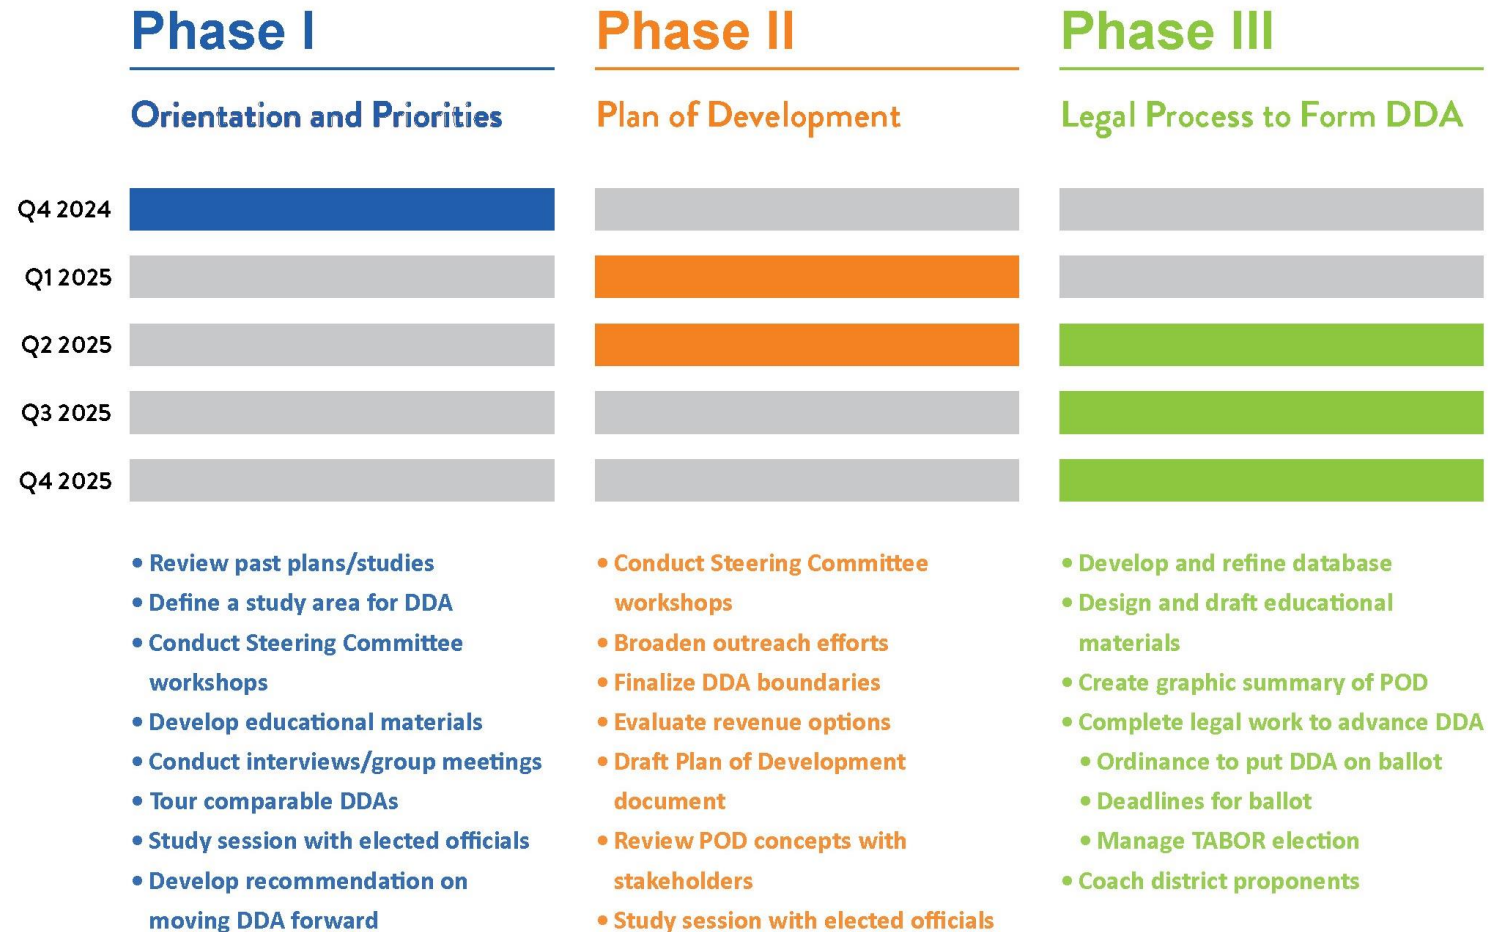 Phase I
Orientation and Priorities
Phase II
Plan of Development
Phase III
Legal Process to Form DDA
Q4 2024
Q1 2025
Q2 2025
Q3 2025
Q4 2025
• Review past plans/studies
• Define a study area for DDA
• Conduct Steering Committee
workshops
• Develop educational materials
• Conduct interviews/group meetings
• Tour comparable DDAs
• Study session with elected officials
• Develop recommendation on
moving DDA forward
• Conduct Steering Committee
workshops
• Broaden outreach efforts
• Finalize DDA boundaries
• Evaluate revenue options
• Draft Plan of Development
document
• Review POD concepts with
stakeholders
• Study session with elected officials
• Develop and refine database
• Design and draft educational
materials
• Create graphic summary of POD
• Complete legal work to advance DDA
• Ordinance to put DDA on ballot
• Deadlines for ballot
• Manage TABOR election
• Coach district proponents